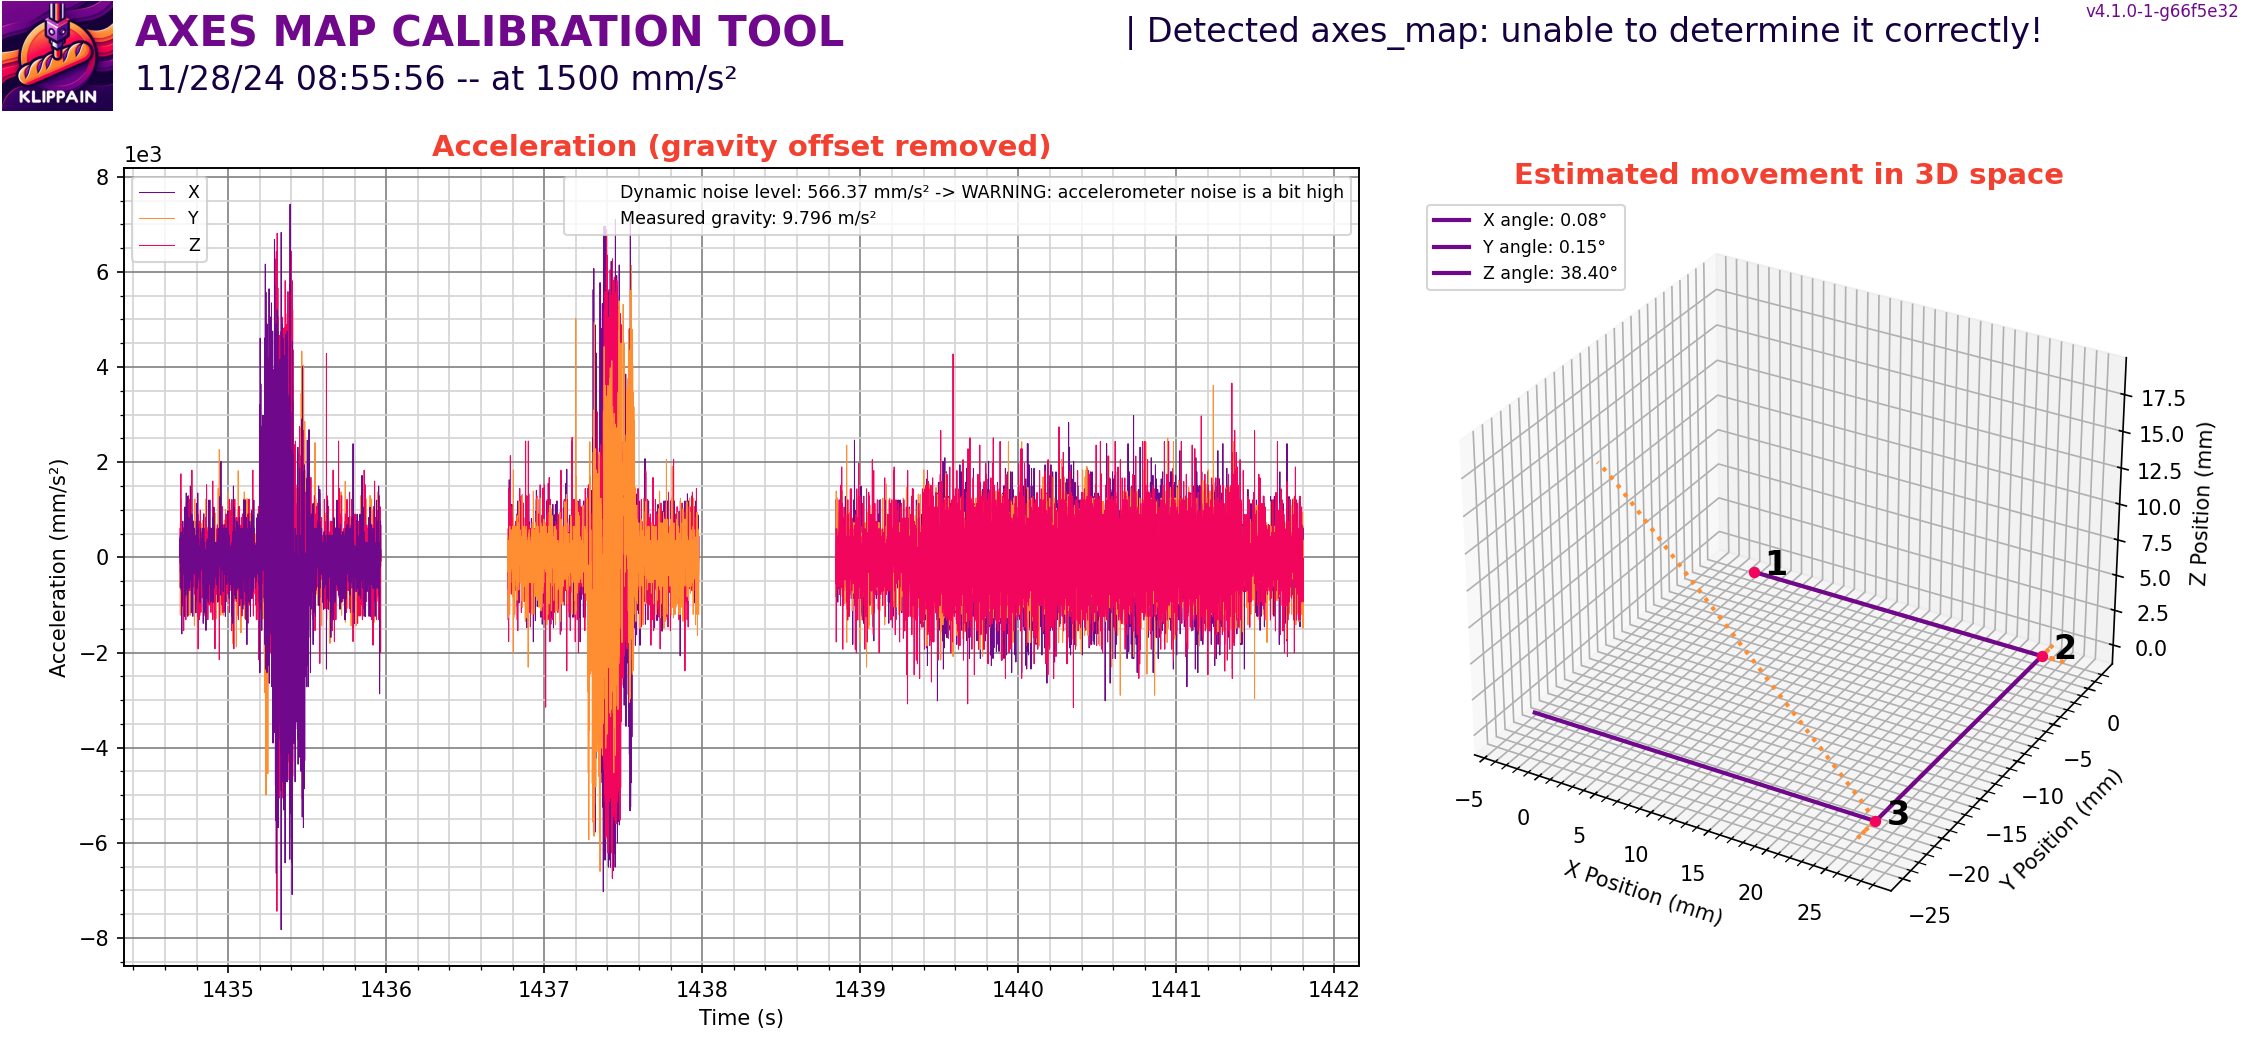 KLIPPAIN
AXES MAP CALIBRATION TOOL
11/28/24 08:55:56 -- at 1500 mm/s²
| Detected axes_map: unable to determine it correctly!
v4.1.0-1-g66f5e32
Acceleration (gravity offset removed)
1e3
X
Y
Z
Dynamic noise level: 566.37 mm/s² -> WARNING: accelerometer noise is a bit high
Measured gravity: 9.796 m/s²
8
6
4
2
0
−2
−4
−6
−8
Acceleration (mm/s²)
1435
1436
1437
1438
1439
1440
1441
1442
Time (s)
Estimated movement in 3D space
X angle: 0.08°
Y angle: 0.15°
Z angle: 38.40°
1
2
3
17.5
15.0
12.5
10.0
7.5
5.0
2.5
0.0
Z Position (mm)
0
−5
−10
−15
−20
−25
Y Position (mm)
−5
0
5
10
15
20
25
X Position (mm)